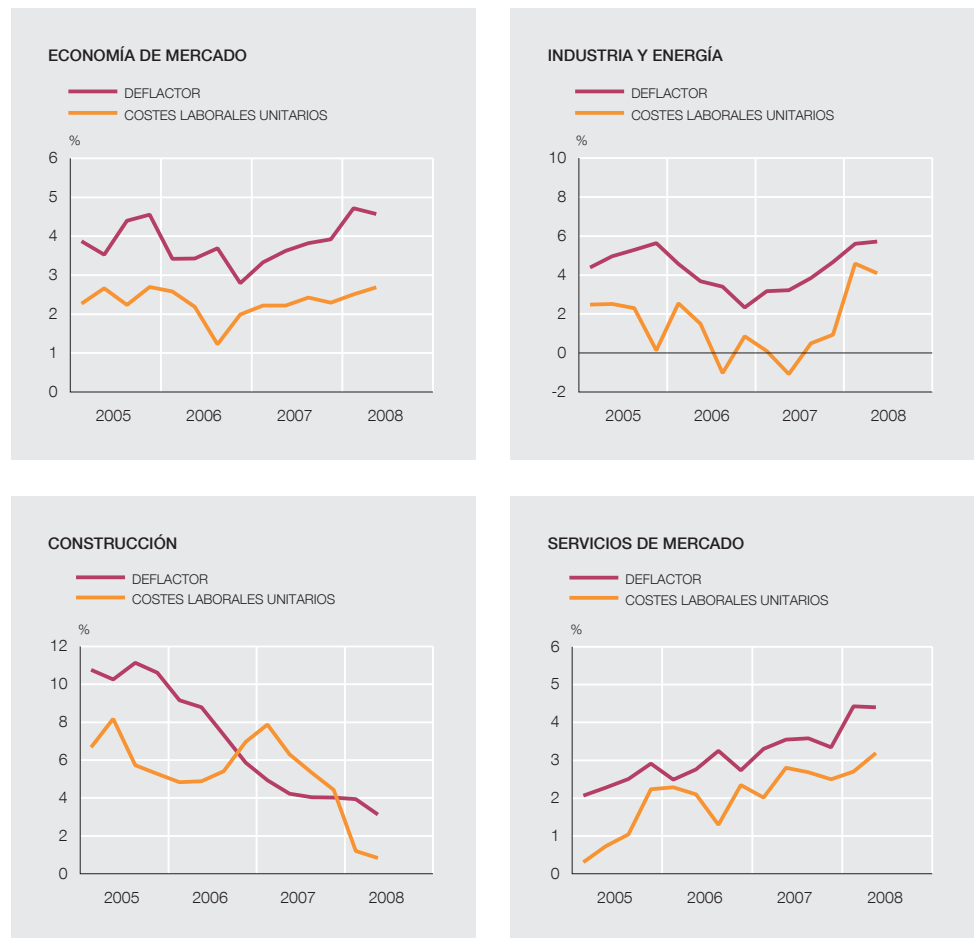 ECONOMÍA DE MERCADO
DEFLACTOR
COSTES LABORALES UNITARIOS
%
6
5
4
3
2
1
0
2005 2006 2007 2008
INDUSTRIA Y ENERGÍA
DEFLACTOR
COSTES LABORALES UNITARIOS
%
10
8
6
4
2
0
-2
2005 2006 2007 2008
CONSTRUCCIÓN
DEFLACTOR
COSTES LABORALES UNITARIOS
%
12
10
8
6
4
2
0
2005 2006 2007 2008
SERVICIOS DE MERCADO
DEFLACTOR
COSTES LABORALES UNITARIOS
%
6
5
4
3
2
1
0
2005 2006 2007 2008